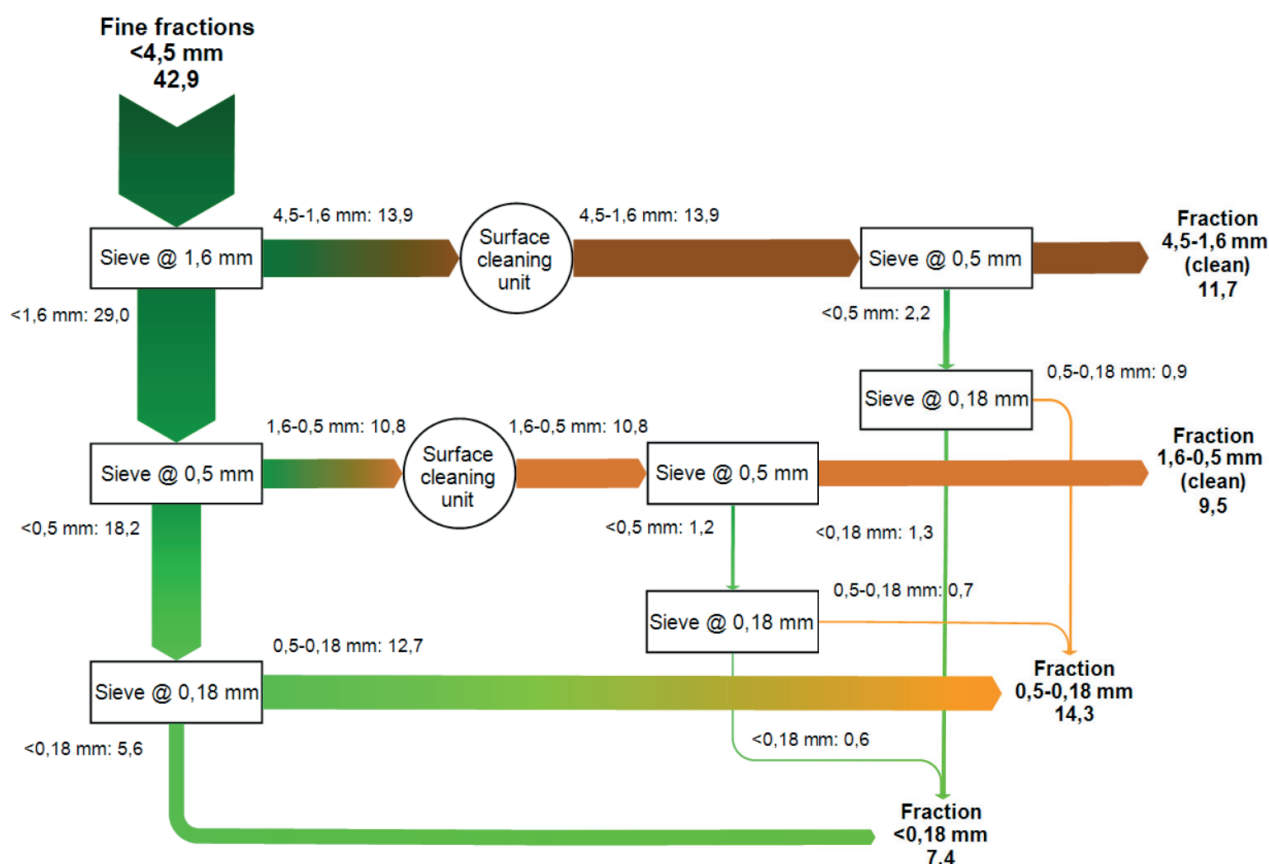 Fine fractions
<4,5 mm
42,9
4,5-1,6 mm: 13,9
4,5-1,6 mm: 13,9
Sieve @ 1,6 mm
Surface
cleaning
unit
Sieve @ 0,5 mm
Fraction
4,5-1,6 mm
(clean)
11,7
<1,6 mm: 29,0
<0,5 mm: 2,2
0,5-0,18 mm: 0,9
Sieve @ 0,18 mm
1,6-0,5 mm: 10,8
1,6-0,5 mm: 10,8
Sieve @ 0,5 mm
Surface
cleaning
unit
Sieve @ 0,5 mm
Fraction
1,6-0,5 mm
(clean)
9,5
<0,5 mm: 18,2
<0,5 mm: 1,2
<0,18 mm: 1,3
0,5-0,18 mm: 0,7
Sieve @ 0,18 mm
0,5-0,18 mm: 12,7
Sieve @ 0,18 mm
Fraction
0,5-0,18 mm
14,3
<0,18 mm: 5,6
<0,18 mm: 0,6
Fraction
<0,18 mm
7,4